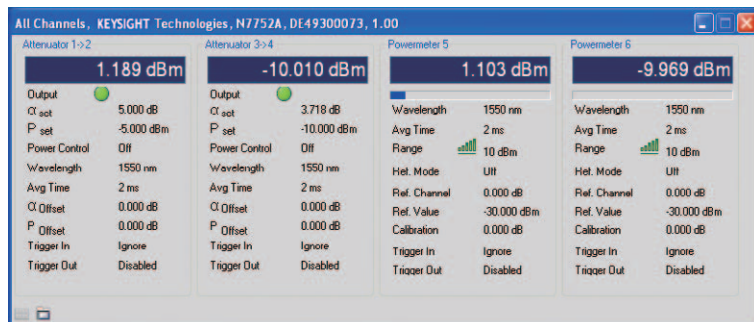 All Channels, KEYSIGHT Technologies, N7752A, DE49300073, 1.00
Attenuator 1->2
1.189 dBm
Output
α act 5.000 dB
P set -5.000 dBm
Power Control Off
Wavelength 1550 nm
Avg Time 2 ms
α Offset 0.000 dB
P Offset 0.000 dB
Trigger In Ignore
Trigger Out Disabled
Attenuator 3->4
-10.010 dBm
Output
α act 3.718 dB
P set -10.000 dBm
Power Control Off
Wavelength 1550 nm
Avg Time 2 ms
α Offset 0.000 dB
P Offset 0.000 dB
Trigger In Ignore
Trigger Out Disabled
Powermeter 5
1.103 dBm
Wavelength 1550 nm
Avg Time 2 ms
Range 10 dBm
Ref. Mode Off
Ref. Channel 0.000 dB
Ref. Value -30.000 dBm
Calibration 0.000 dB
Trigger In Ignore
Trigger Out Disabled
Powermeter 6
-9.969 dBm
Wavelength 1550 nm
Avg Time 2 ms
Range 10 dBm
Ref. Mode Off
Ref. Channel 0.000 dB
Ref. Value -30.000 dBm
Calibration 0.000 dB
Trigger In Ignore
Trigger Out Disabled